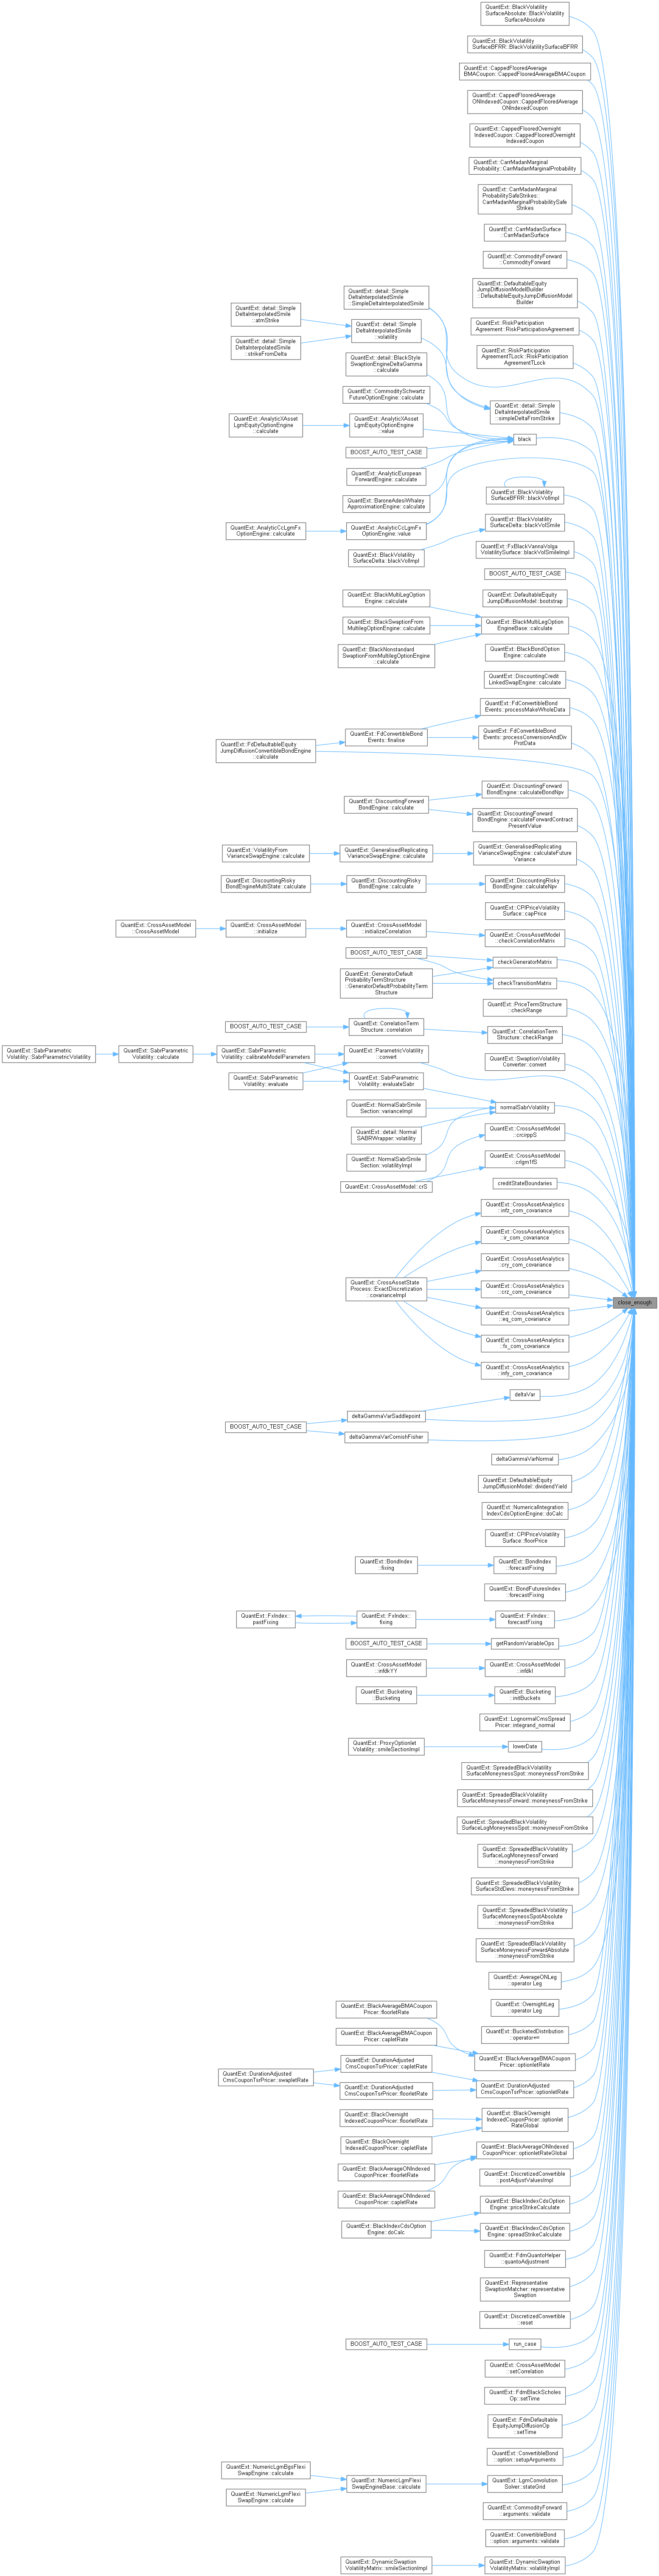 QuantExt::BlackVolatility
SurfaceAbsolute::BlackVolatility
SurfaceAbsolute
QuantExt::BlackVolatility
SurfaceBFRR::BlackVolatilitySurfaceBFRR
QuantExt::CappedFlooredAverage
BMACoupon::CappedFlooredAverageBMACoupon
QuantExt::CappedFlooredAverage
ONIndexedCoupon::CappedFlooredAverage
ONIndexedCoupon
QuantExt::CappedFlooredOvernight
IndexedCoupon::CappedFlooredOvernight
IndexedCoupon
QuantExt::CarrMadanMarginal
Probability::CarrMadanMarginalProbability
QuantExt::CarrMadanMarginal
ProbabilitySafeStrikes::
CarrMadanMarginalProbabilitySafe
Strikes
QuantExt::CarrMadanSurface
::CarrMadanSurface
QuantExt::CommodityForward
::CommodityForward
QuantExt::DefaultableEquity
JumpDiffusionModelBuilder
::DefaultableEquityJumpDiffusionModel
Builder
QuantExt::RiskParticipation
Agreement::RiskParticipationAgreement
QuantExt::RiskParticipation
AgreementTLock::RiskParticipation
AgreementTLock
QuantExt::detail::Simple
DeltaInterpolatedSmile
::SimpleDeltaInterpolatedSmile
QuantExt::detail::Simple
DeltaInterpolatedSmile
::atmStrike
QuantExt::detail::Simple
DeltaInterpolatedSmile
::volatility
QuantExt::detail::Simple
DeltaInterpolatedSmile
::strikeFromDelta
QuantExt::detail::BlackStyle
SwaptionEngineDeltaGamma
::calculate
QuantExt::CommoditySchwartz
FutureOptionEngine::calculate
QuantExt::detail::Simple
DeltaInterpolatedSmile
::simpleDeltaFromStrike
QuantExt::AnalyticXAsset
LgmEquityOptionEngine
::calculate
QuantExt::AnalyticXAsset
LgmEquityOptionEngine
::value
black
BOOST_AUTO_TEST_CASE
QuantExt::AnalyticEuropean
ForwardEngine::calculate
QuantExt::BaroneAdesiWhaley
ApproximationEngine::calculate
QuantExt::BlackVolatility
SurfaceBFRR::blackVolImpl
QuantExt::AnalyticCcLgmFx
OptionEngine::calculate
QuantExt::AnalyticCcLgmFx
OptionEngine::value
QuantExt::BlackVolatility
SurfaceDelta::blackVolSmile
QuantExt::BlackVolatility
SurfaceDelta::blackVolImpl
QuantExt::FxBlackVannaVolga
VolatilitySurface::blackVolSmileImpl
BOOST_AUTO_TEST_CASE
QuantExt::DefaultableEquity
JumpDiffusionModel::bootstrap
QuantExt::BlackMultiLegOption
Engine::calculate
QuantExt::BlackSwaptionFrom
MultilegOptionEngine::calculate
QuantExt::BlackMultiLegOption
EngineBase::calculate
QuantExt::BlackNonstandard
SwaptionFromMultilegOptionEngine
::calculate
QuantExt::BlackBondOption
Engine::calculate
QuantExt::DiscountingCredit
LinkedSwapEngine::calculate
QuantExt::FdConvertibleBond
Events::processMakeWholeData
QuantExt::FdDefaultableEquity
JumpDiffusionConvertibleBondEngine
::calculate
QuantExt::FdConvertibleBond
Events::finalise
QuantExt::FdConvertibleBond
Events::processConversionAndDiv
ProtData
QuantExt::DiscountingForward
BondEngine::calculateBondNpv
QuantExt::DiscountingForward
BondEngine::calculate
QuantExt::DiscountingForward
BondEngine::calculateForwardContract
PresentValue
QuantExt::VolatilityFrom
VarianceSwapEngine::calculate
QuantExt::GeneralisedReplicating
VarianceSwapEngine::calculate
QuantExt::GeneralisedReplicating
VarianceSwapEngine::calculateFuture
Variance
QuantExt::DiscountingRisky
BondEngineMultiState::calculate
QuantExt::DiscountingRisky
BondEngine::calculate
QuantExt::DiscountingRisky
BondEngine::calculateNpv
QuantExt::CPIPriceVolatility
Surface::capPrice
QuantExt::CrossAssetModel
::CrossAssetModel
QuantExt::CrossAssetModel
::initialize
QuantExt::CrossAssetModel
::initializeCorrelation
QuantExt::CrossAssetModel
::checkCorrelationMatrix
BOOST_AUTO_TEST_CASE
checkGeneratorMatrix
QuantExt::GeneratorDefault
ProbabilityTermStructure
::GeneratorDefaultProbabilityTerm
Structure
checkTransitionMatrix
QuantExt::PriceTermStructure
::checkRange
BOOST_AUTO_TEST_CASE
QuantExt::CorrelationTerm
Structure::correlation
QuantExt::CorrelationTerm
Structure::checkRange
QuantExt::SabrParametric
Volatility::SabrParametricVolatility
QuantExt::SabrParametric
Volatility::calculate
QuantExt::SabrParametric
Volatility::calibrateModelParameters
QuantExt::ParametricVolatility
::convert
QuantExt::SwaptionVolatility
Converter::convert
QuantExt::SabrParametric
Volatility::evaluate
QuantExt::SabrParametric
Volatility::evaluateSabr
QuantExt::NormalSabrSmile
Section::varianceImpl
normalSabrVolatility
QuantExt::detail::Normal
SABRWrapper::volatility
QuantExt::NormalSabrSmile
Section::volatilityImpl
QuantExt::CrossAssetModel
::crcirppS
QuantExt::CrossAssetModel
::crlgm1fS
QuantExt::CrossAssetModel::crS
creditStateBoundaries
QuantExt::CrossAssetAnalytics
::infz_com_covariance
QuantExt::CrossAssetAnalytics
::ir_com_covariance
QuantExt::CrossAssetAnalytics
::cry_com_covariance
QuantExt::CrossAssetState
Process::ExactDiscretization
::covarianceImpl
QuantExt::CrossAssetAnalytics
::crz_com_covariance
close_enough
QuantExt::CrossAssetAnalytics
::eq_com_covariance
QuantExt::CrossAssetAnalytics
::fx_com_covariance
QuantExt::CrossAssetAnalytics
::infy_com_covariance
deltaVar
deltaGammaVarSaddlepoint
BOOST_AUTO_TEST_CASE
deltaGammaVarCornishFisher
deltaGammaVarNormal
QuantExt::DefaultableEquity
JumpDiffusionModel::dividendYield
QuantExt::NumericalIntegration
IndexCdsOptionEngine::doCalc
QuantExt::CPIPriceVolatility
Surface::floorPrice
QuantExt::BondIndex
::fixing
QuantExt::BondIndex
::forecastFixing
QuantExt::BondFuturesIndex
::forecastFixing
QuantExt::FxIndex::
pastFixing
QuantExt::FxIndex::
fixing
QuantExt::FxIndex::
forecastFixing
BOOST_AUTO_TEST_CASE
getRandomVariableOps
QuantExt::CrossAssetModel
::infdkYY
QuantExt::CrossAssetModel
::infdkI
QuantExt::Bucketing
::Bucketing
QuantExt::Bucketing
::initBuckets
QuantExt::LognormalCmsSpread
Pricer::integrand_normal
QuantExt::ProxyOptionlet
Volatility::smileSectionImpl
lowerDate
QuantExt::SpreadedBlackVolatility
SurfaceMoneynessSpot::moneynessFromStrike
QuantExt::SpreadedBlackVolatility
SurfaceMoneynessForward::moneynessFromStrike
QuantExt::SpreadedBlackVolatility
SurfaceLogMoneynessSpot::moneynessFromStrike
QuantExt::SpreadedBlackVolatility
SurfaceLogMoneynessForward
::moneynessFromStrike
QuantExt::SpreadedBlackVolatility
SurfaceStdDevs::moneynessFromStrike
QuantExt::SpreadedBlackVolatility
SurfaceMoneynessSpotAbsolute
::moneynessFromStrike
QuantExt::SpreadedBlackVolatility
SurfaceMoneynessForwardAbsolute
::moneynessFromStrike
QuantExt::AverageONLeg
::operator Leg
QuantExt::OvernightLeg
::operator Leg
QuantExt::BucketedDistribution
::operator+=
QuantExt::BlackAverageBMACoupon
Pricer::floorletRate
QuantExt::BlackAverageBMACoupon
Pricer::capletRate
QuantExt::BlackAverageBMACoupon
Pricer::optionletRate
QuantExt::DurationAdjusted
CmsCouponTsrPricer::swapletRate
QuantExt::DurationAdjusted
CmsCouponTsrPricer::capletRate
QuantExt::DurationAdjusted
CmsCouponTsrPricer::floorletRate
QuantExt::DurationAdjusted
CmsCouponTsrPricer::optionletRate
QuantExt::BlackOvernight
IndexedCouponPricer::floorletRate
QuantExt::BlackOvernight
IndexedCouponPricer::optionlet
RateGlobal
QuantExt::BlackOvernight
IndexedCouponPricer::capletRate
QuantExt::BlackAverageONIndexed
CouponPricer::optionletRateGlobal
QuantExt::BlackAverageONIndexed
CouponPricer::floorletRate
QuantExt::BlackAverageONIndexed
CouponPricer::capletRate
QuantExt::DiscretizedConvertible
::postAdjustValuesImpl
QuantExt::BlackIndexCdsOption
Engine::priceStrikeCalculate
QuantExt::BlackIndexCdsOption
Engine::doCalc
QuantExt::BlackIndexCdsOption
Engine::spreadStrikeCalculate
QuantExt::FdmQuantoHelper
::quantoAdjustment
QuantExt::Representative
SwaptionMatcher::representative
Swaption
QuantExt::DiscretizedConvertible
::reset
BOOST_AUTO_TEST_CASE
run_case
QuantExt::CrossAssetModel
::setCorrelation
QuantExt::FdmBlackScholes
Op::setTime
QuantExt::FdmDefaultable
EquityJumpDiffusionOp
::setTime
QuantExt::ConvertibleBond
::option::setupArguments
QuantExt::NumericLgmBgsFlexi
SwapEngine::calculate
QuantExt::NumericLgmFlexi
SwapEngine::calculate
QuantExt::NumericLgmFlexi
SwapEngineBase::calculate
QuantExt::LgmConvolution
Solver::stateGrid
QuantExt::CommodityForward
::arguments::validate
QuantExt::ConvertibleBond
::option::arguments::validate
QuantExt::DynamicSwaption
VolatilityMatrix::smileSectionImpl
QuantExt::DynamicSwaption
VolatilityMatrix::volatilityImpl